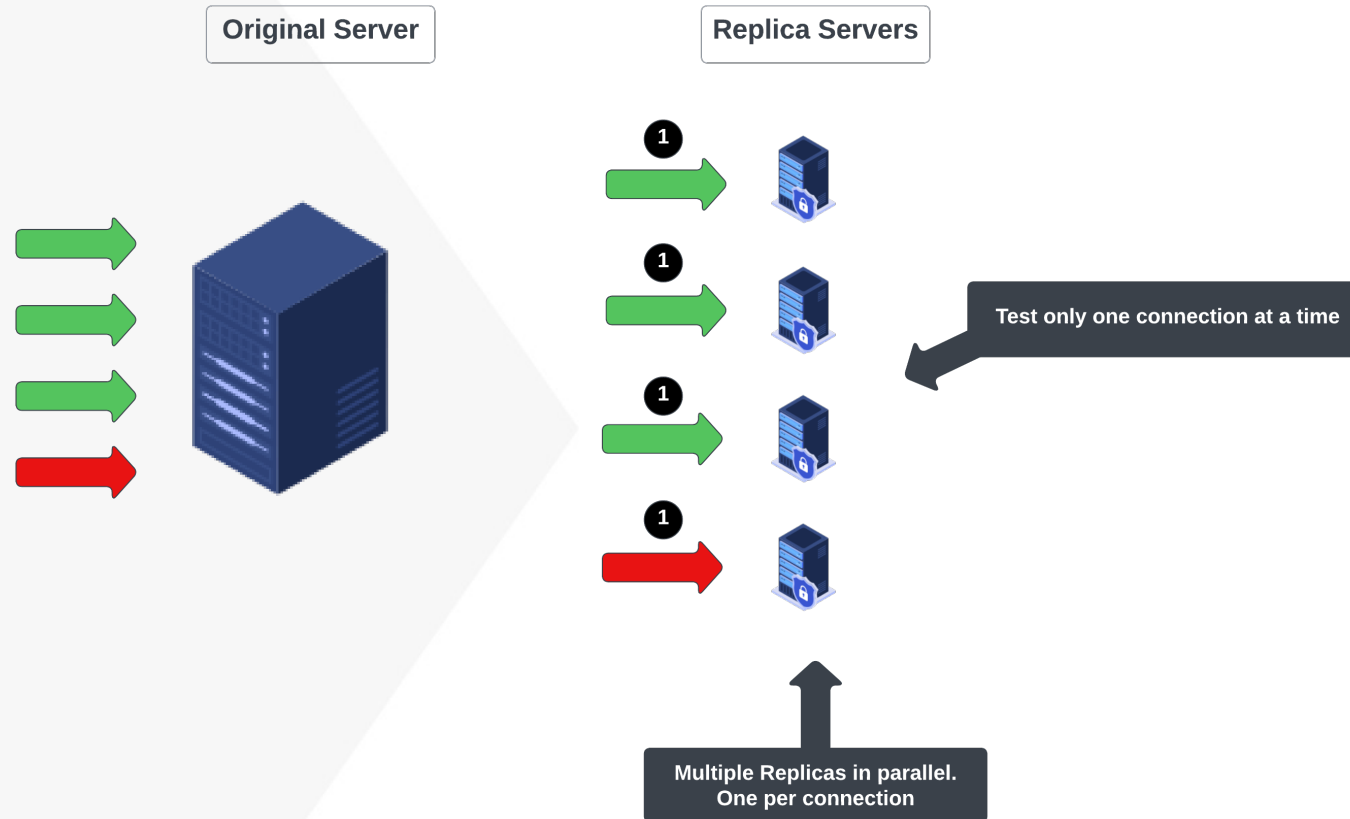 Original Server
Replica Servers
1
1
Test only one connection at a time
1
1
Multiple Replicas in parallel.
One per connection